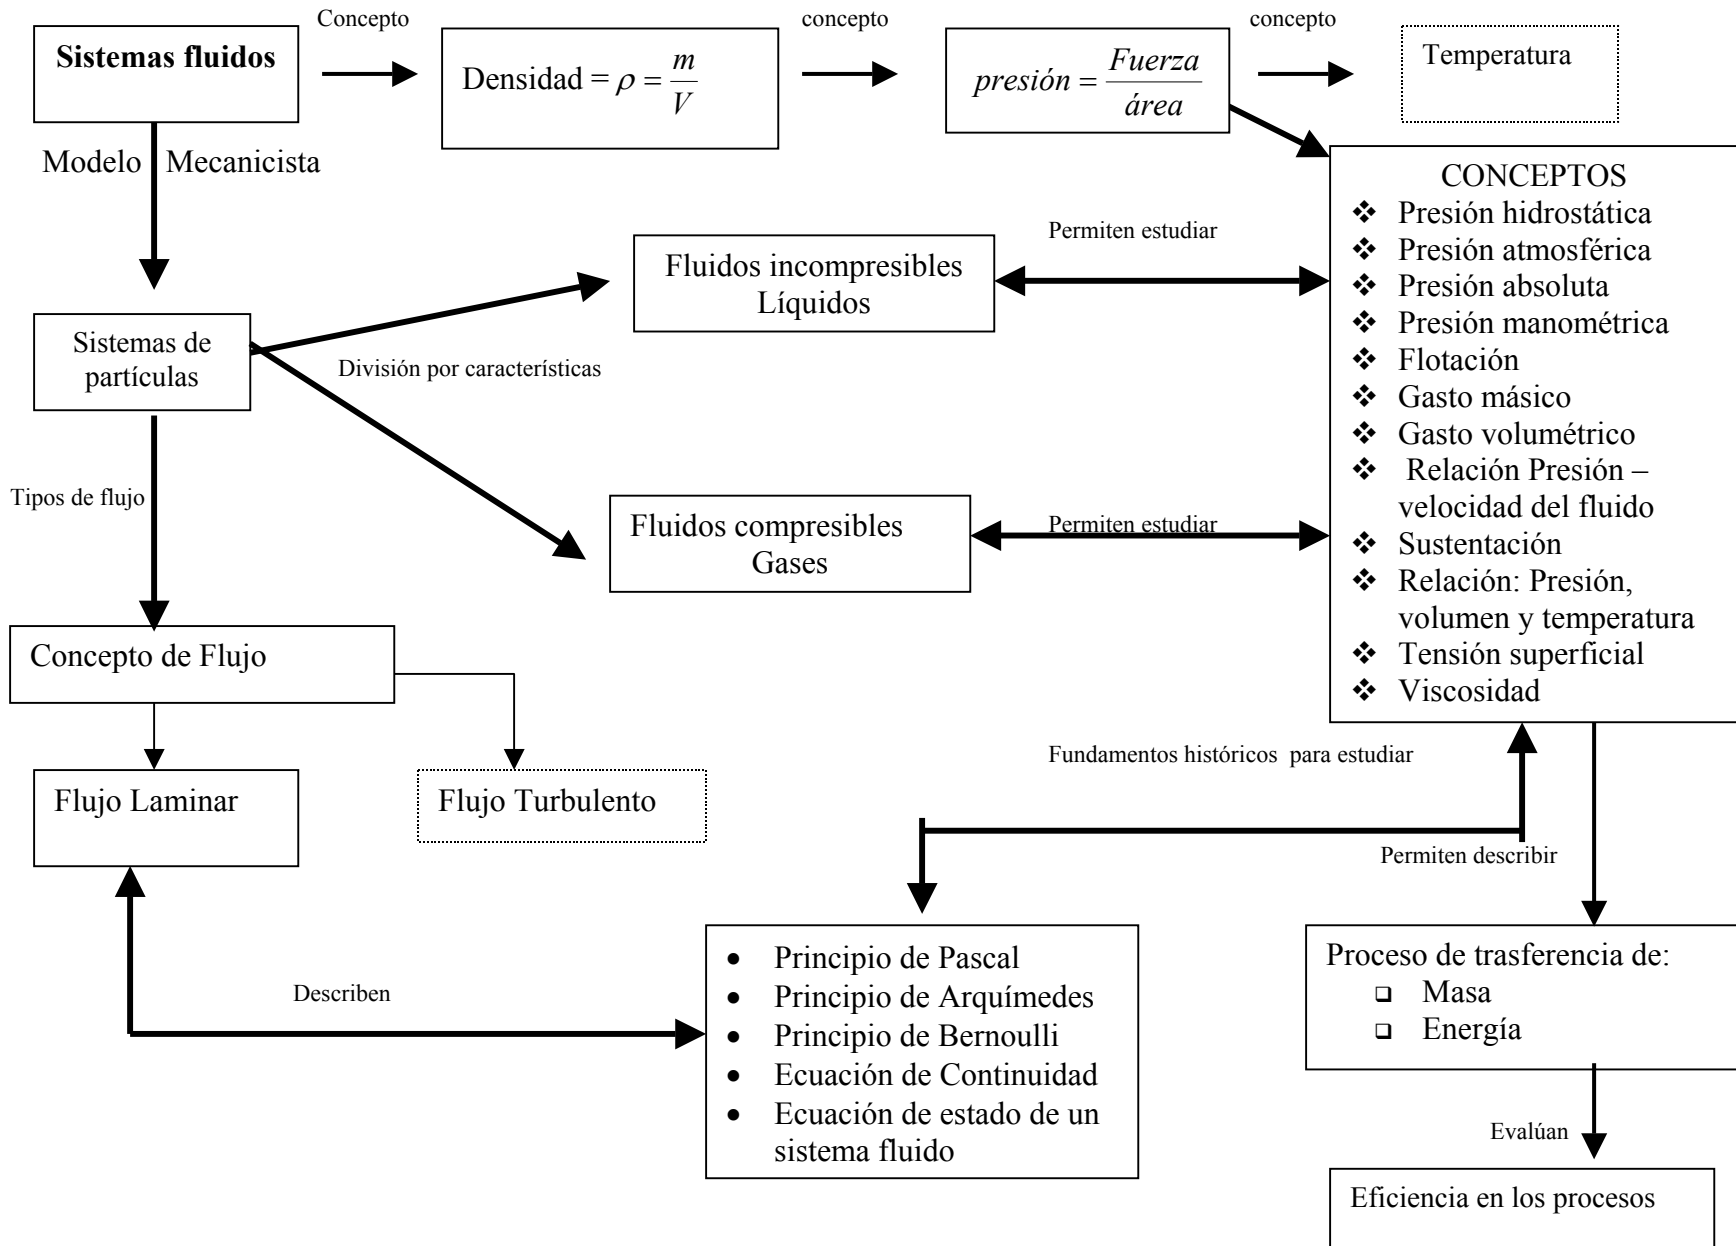 Concepto
concepto
concepto
Sistemas fluidos
Densidad = ρ = m/V
presión = Fuerza/área
Temperatura
Modelo
Mecanicista
CONCEPTOS
❖ Presión hidrostática
❖ Presión atmosférica
❖ Presión absoluta
❖ Presión manométrica
❖ Flotación
❖ Gasto másico
❖ Gasto volumétrico
❖ Relación Presión –
velocidad del fluido
❖ Sustentación
❖ Relación: Presión,
volumen y temperatura
❖ Tensión superficial
❖ Viscosidad
Fluidos incompresibles
Líquidos
Permiten estudiar
Sistemas de
partículas
División por características
Tipos de flujo
Fluidos compresibles
Gases
Permiten estudiar
Concepto de Flujo
Flujo Laminar
Flujo Turbulento
Fundamentos históricos para estudiar
Permiten describir
Describen
• Principio de Pascal
• Principio de Arquímedes
• Principio de Bernoulli
• Ecuación de Continuidad
• Ecuación de estado de un
sistema fluido
Proceso de trasferencia de:
❑ Masa
❑ Energía
Evalúan
Eficiencia en los procesos